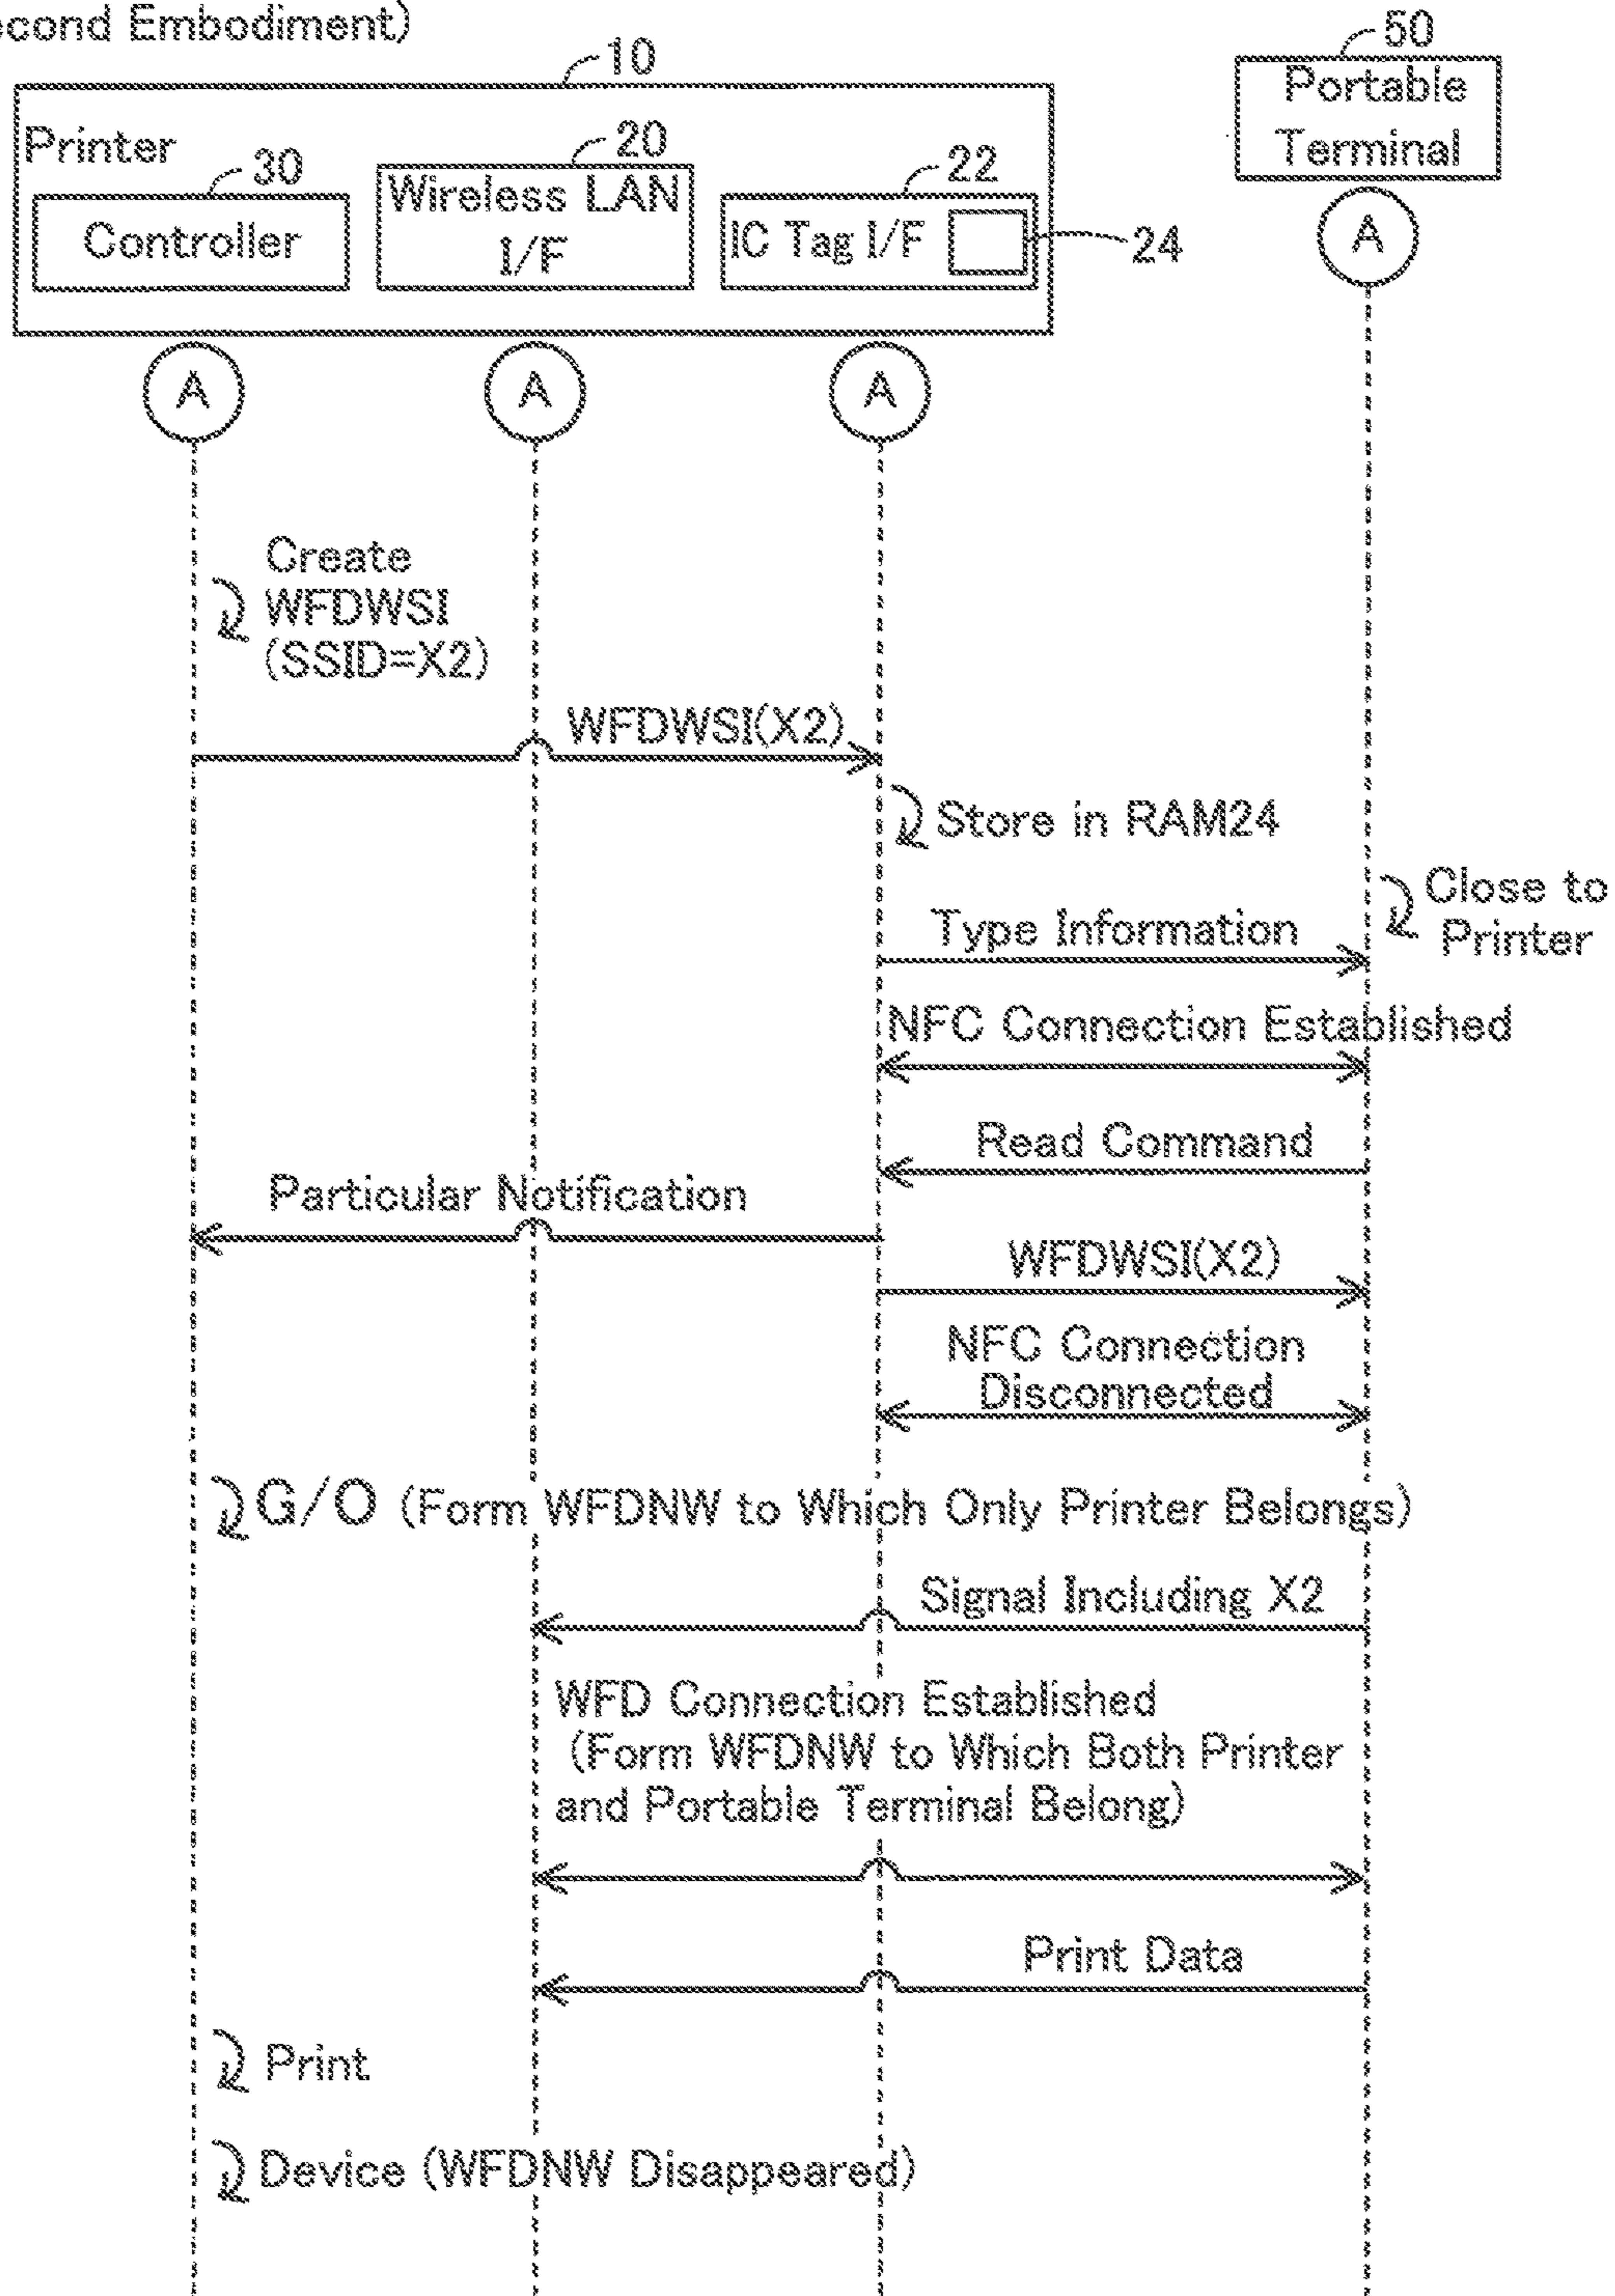 cond Embodiment)
10
50
Printer
Portable
Terminal
30
20
22
Controller
Wireless LAN
I/F
IC Tag I/F
24
A
A
A
A
Create
WFDWSI
(SSID=X2)
WFDWSI(X2)
Store in RAM24
Close to
Printer
Type Information
NFC Connection Established
Read Command
Particular Notification
WFDWSI(X2)
NFC Connection
Disconnected
G/O (Form WFDNW to Which Only Printer Belongs)
Signal Including X2
WFD Connection Established
(Form WFDNW to Which Both Printer
and Portable Terminal Belong)
Print Data
Print
Device (WFDNW Disappeared)